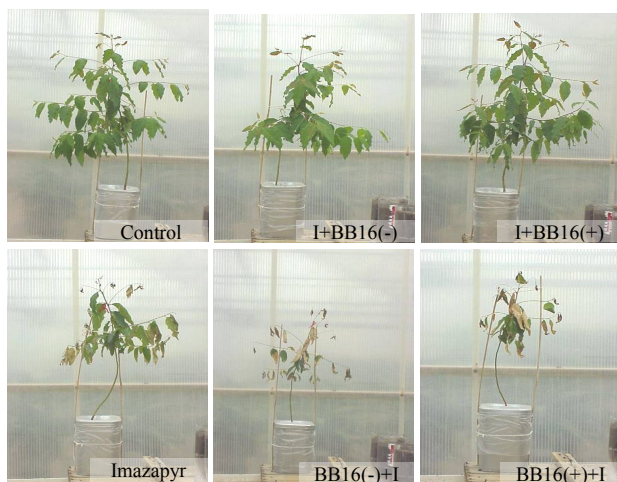 Control
I+BB16(-)
I+BB16(+)
Imazapyr
BB16(-)+I
BB16(+)+I